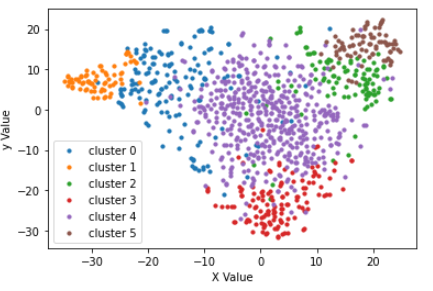 20
10
0
−10
−20
−30
y Value
cluster 0
cluster 1
cluster 2
cluster 3
cluster 4
cluster 5
−30 −20 −10 0 10 20
X Value